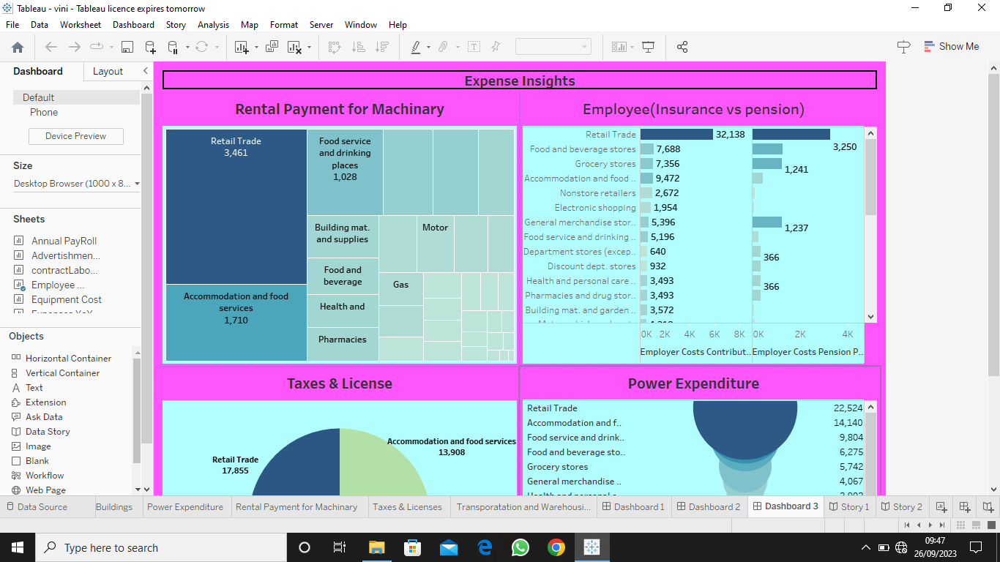 Tableau - vini - Tableau licence expires tomorrow
File Data Worksheet Dashboard Story Analysis Map Format Server Window Help
Show Me
Dashboard Layout
Default
Phone
Device Preview
Size
Desktop Browser (1000 x 8...
Sheets
Annual PayRoll
Advertishmen...
contractLabo...
Employee ...
Equipment Cost
Objects
Horizontal Container
Vertical Container
Text
Extension
Ask Data
Data Story
Image
Blank
Workflow
Web Page
Expense Insights
Rental Payment for Machinary
Retail Trade
3,461
Food service
and drinking
places
1,028
Building mat.
and supplies
Motor
Food and
beverage
Gas
Accommodation and food
services
1,710
Health and
Pharmacies
Employee(Insurance vs pension)
Retail Trade 32,138 3,250
Food and beverage stores 7,688
Grocery stores 7,356 1,241
Accommodation and food .. 9,472
Nonstore retailers 2,672
Electronic shopping 1,954
General merchandise stor.. 5,396 1,237
Food service and drinking .. 5,196
Department stores (excep.. 640 366
Discount dept. stores 932
Health and personal care .. 3,493 366
Pharmacies and drug stor.. 3,493
Building mat. and garden .. 3,572
0K 2K 4K 6K 8K 0K 2K 4K
Employer Costs Contribut.. Employer Costs Pension P..
Taxes & License
Accommodation and food services
13,908
Retail Trade
17,855
Power Expenditure
Retail Trade 22,524
Accommodation and f.. 14,140
Food service and drink.. 9,804
Food and beverage sto.. 6,275
Grocery stores 5,742
General merchandise .. 4,067
Data Source Buildings Power Expenditure Rental Payment for Machinary Taxes & Licenses Transporatation and Warehousi... Dashboard 1 Dashboard 2 Dashboard 3 Story 1 Story 2
Type here to search
09:47
26/09/2023